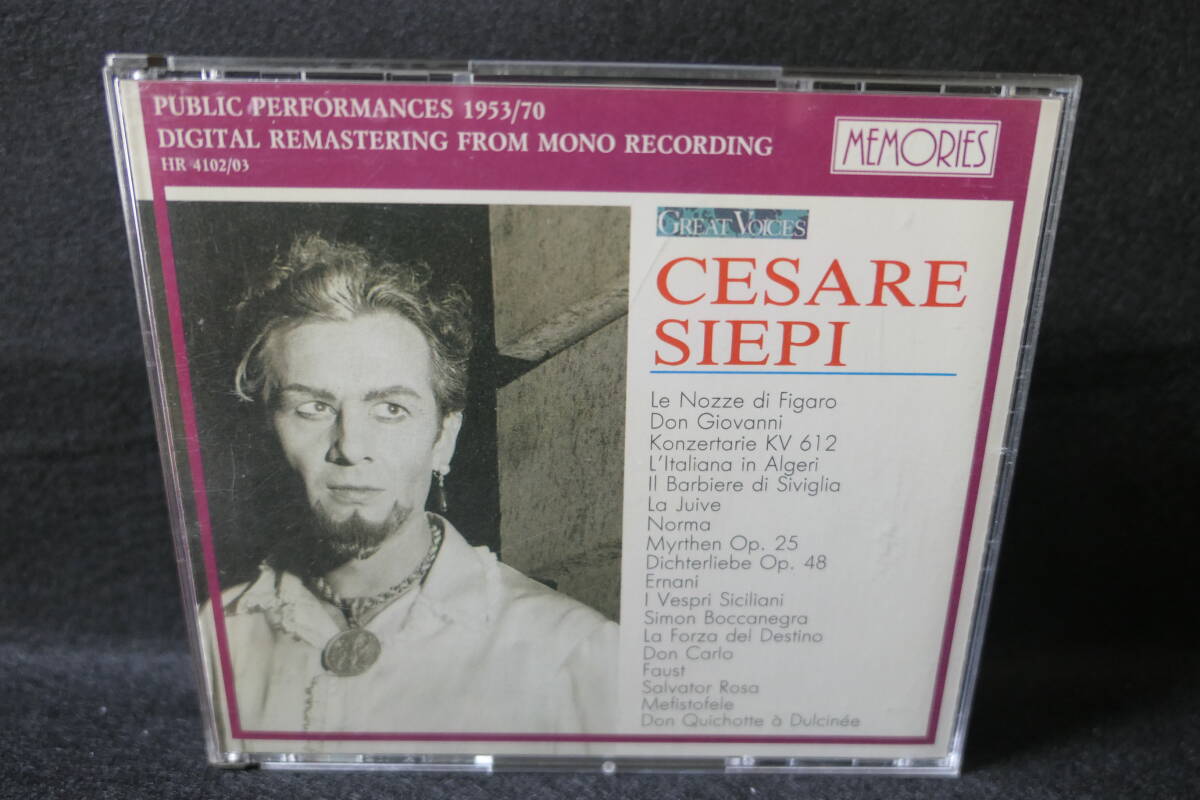 PUBLIC PERFORMANCES 1953/70
DIGITAL REMASTERING FROM MONO RECORDING
HR 4102/03
MEMORIES
GREAT VOICES
CESARE
SIEPI
Le Nozze di Figaro
Don Giovanni
Konzertarie KV 612
L'Italiana in Algeri
Il Barbiere di Siviglia
La Juive
Norma
Myrthen Op. 25
Dichterliebe Op. 48
Ernani
I Vespri Siciliani
Simon Boccanegra
La Forza del Destino
Don Carlo
Faust
Salvator Rosa
Mefistofele
Don Quichotte à Dulcinée